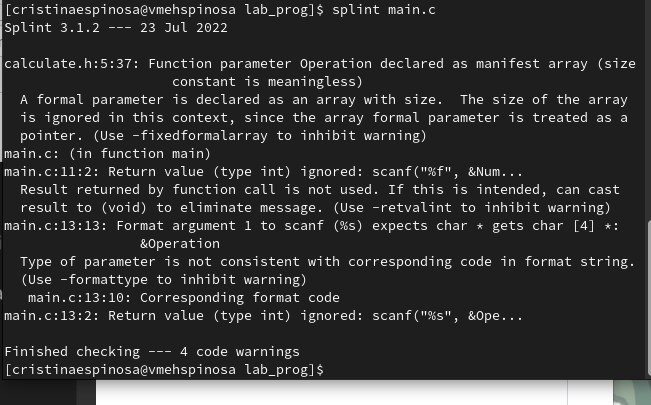 [cristinaespinosa@vmehspinosa lab_prog]$ splint main.c
Splint 3.1.2 --- 23 Jul 2022
calculate.h:5:37: Function parameter Operation declared as manifest array (size
constant is meaningless)
A formal parameter is declared as an array with size.  The size of the array
is ignored in this context, since the array formal parameter is treated as a
pointer. (Use -fixedformalarray to inhibit warning)
main.c: (in function main)
main.c:11:2: Return value (type int) ignored: scanf("%f", &Num...
Result returned by function call is not used. If this is intended, can cast
result to (void) to eliminate message. (Use -retvalint to inhibit warning)
main.c:13:13: Format argument 1 to scanf (%s) expects char * gets char [4] *:
&Operation
Type of parameter is not consistent with corresponding code in format string.
(Use -formattype to inhibit warning)
main.c:13:10: Corresponding format code
main.c:13:2: Return value (type int) ignored: scanf("%s", &Ope...
Finished checking --- 4 code warnings
[cristinaespinosa@vmehspinosa lab_prog]$